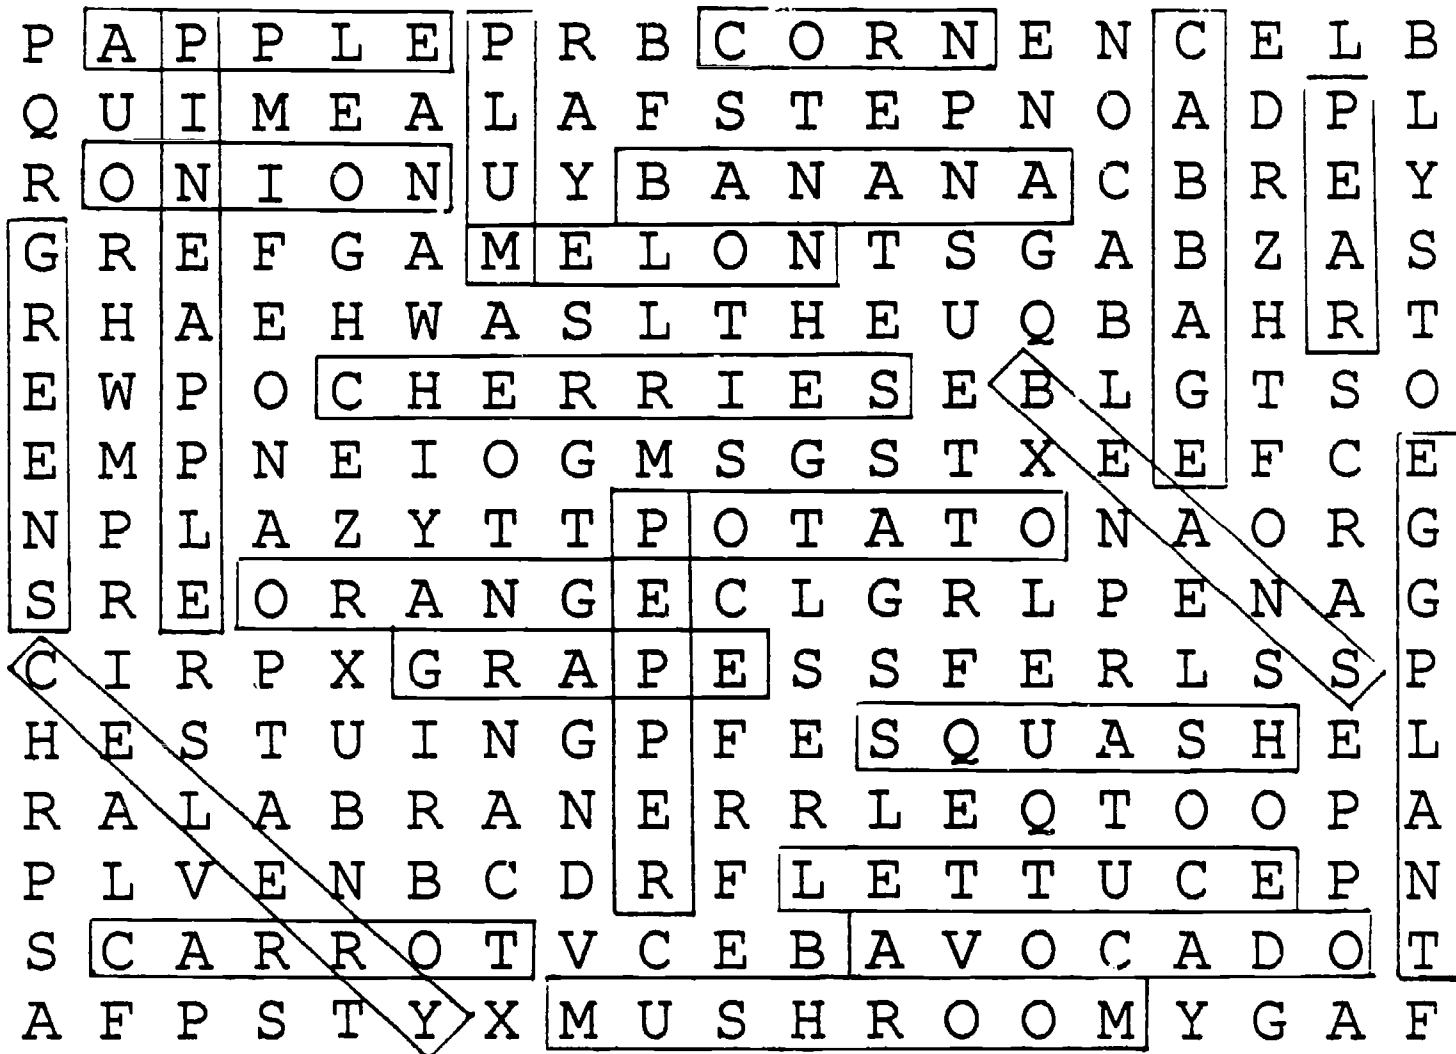 P A P P L E P R B C O R N E N C E L B
Q U I M E A L A F S T E P N O A D P L
R O N I O N U Y B A N A N A C B R E Y
G R E F G A M E L O N T S G A B Z A S
R H A E H W A S L T H E U Q B A H R T
E W P O C H E R R I E S E B L G T S O
E M P N E I O G M S G S T X E E F C E
N P L A Z Y T T P O T A T O N A O R G
S R E O R A N G E C L G R L P E N A G
C I R P X G R A P E S S F E R L S S P
H E S T U I N G P F E S Q U A S H E L
R A L A B R A N E R R L E Q T O O P A
P L V E N B C D R F L E T T U C E P N
S C A R R O T V C E B A V O C A D O T
A F P S T Y X M U S H R O O M Y G A F